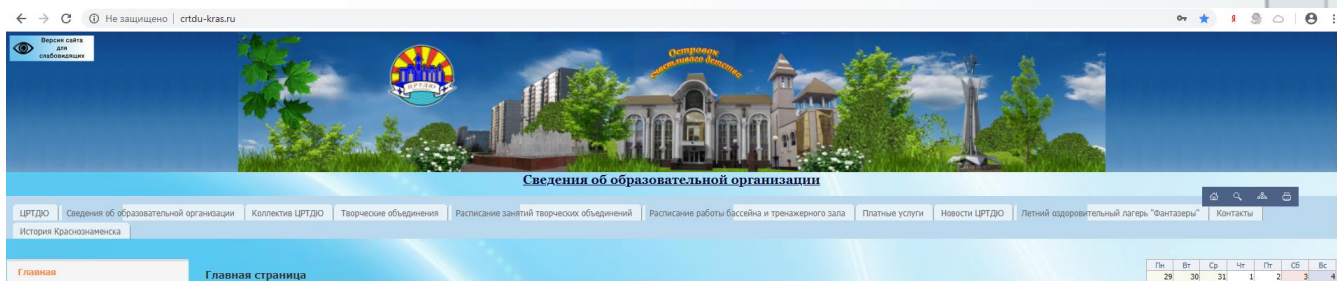 Не защищено | crtdu-kras.ru
Я
Версия сайта
для
слабовидящих
ЦРТДЮ
Островок
счастливого детства
Сведения об образовательной организации
ЦРТДЮ
Сведения об образовательной организации
Коллектив ЦРТДЮ
Творческие объединения
Расписание занятий творческих объединений
Расписание работы бассейна и тренажерного зала
Платные услуги
Новости ЦРТДЮ
Летний оздоровительный лагерь "Фантазеры"
Контакты
История Краснознаменска
Главная
Главная страница
Пн Вт Ср Чт Пт Сб Вс
29 30 31 1 2 3 4